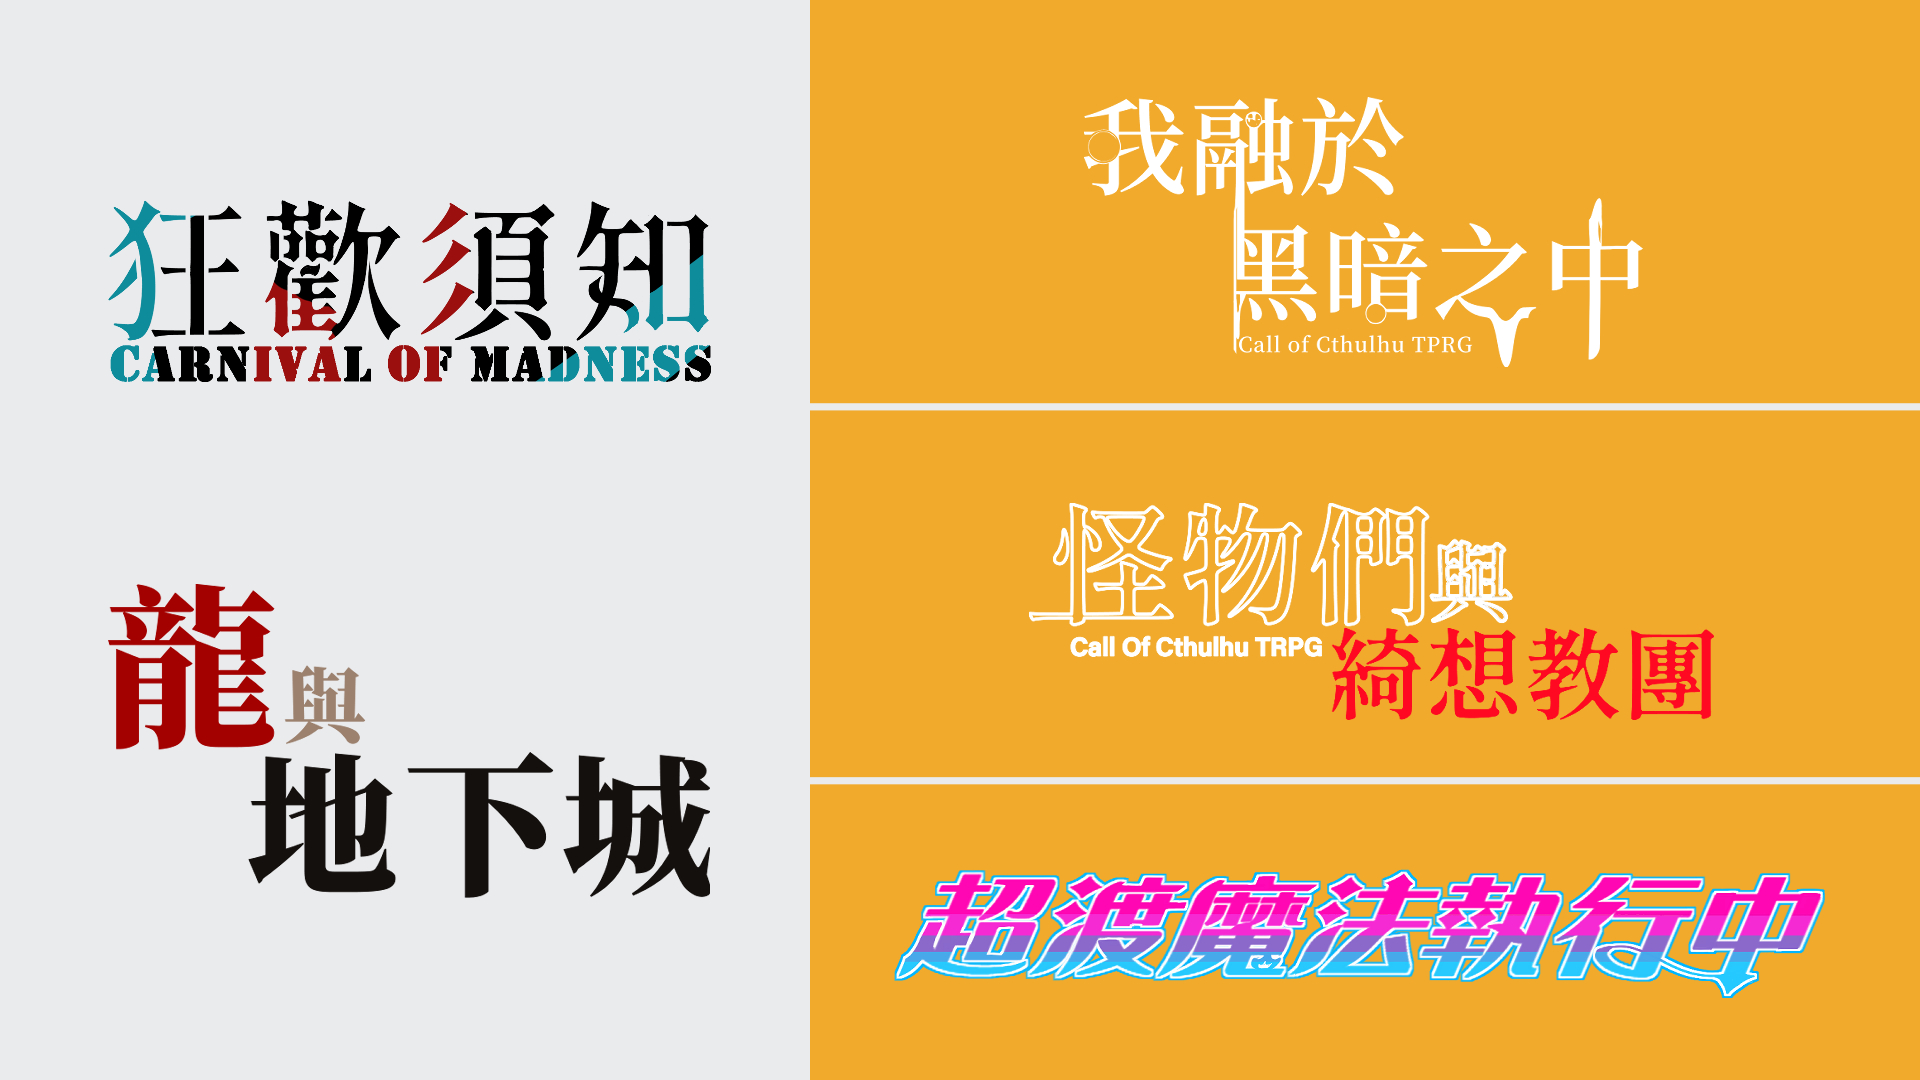 狂歡須知
CARNIVAL OF MADNESS
龍與
地下城
我融於
黑暗之中
Call of Cthulhu TPRG
怪物們與
Call Of Cthulhu TRPG
綺想教團
超渡魔法執行中